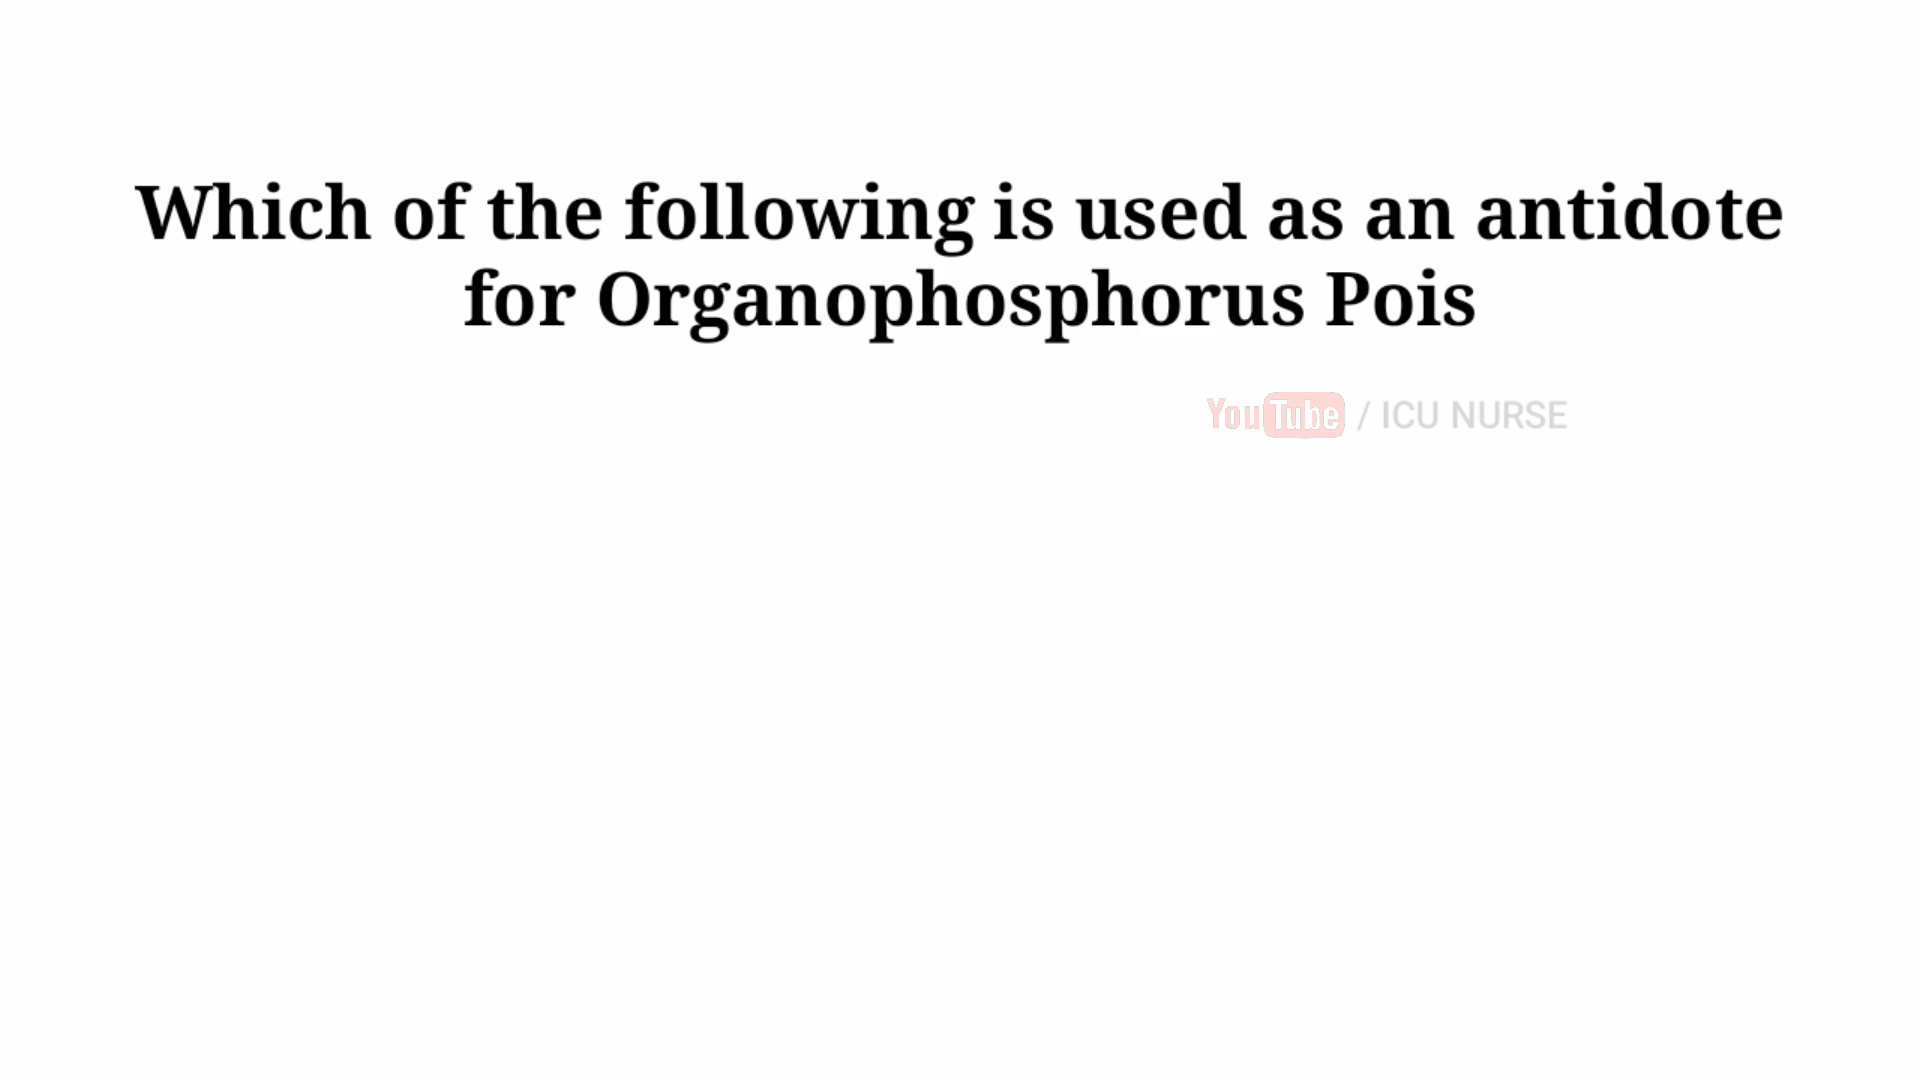 Which of the following is used as an antidote
for Organophosphorus Pois
YouTube / ICU NURSE